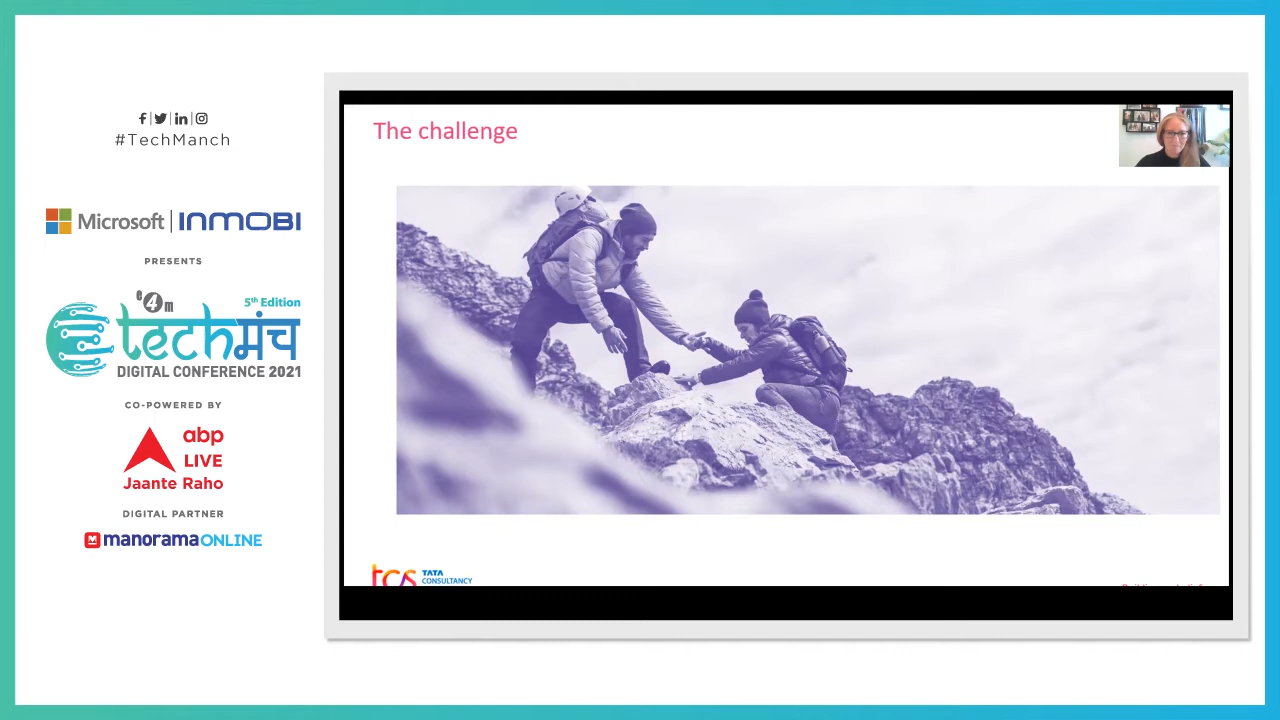 #TechManch
Microsoft | INMOBI
PRESENTS
e4m
5th Edition
techमंच
DIGITAL CONFERENCE 2021
CO-POWERED BY
abp
LIVE
Jaante Raho
DIGITAL PARTNER
manoramaONLINE
The challenge
tcs TATA
CONSULTANCY